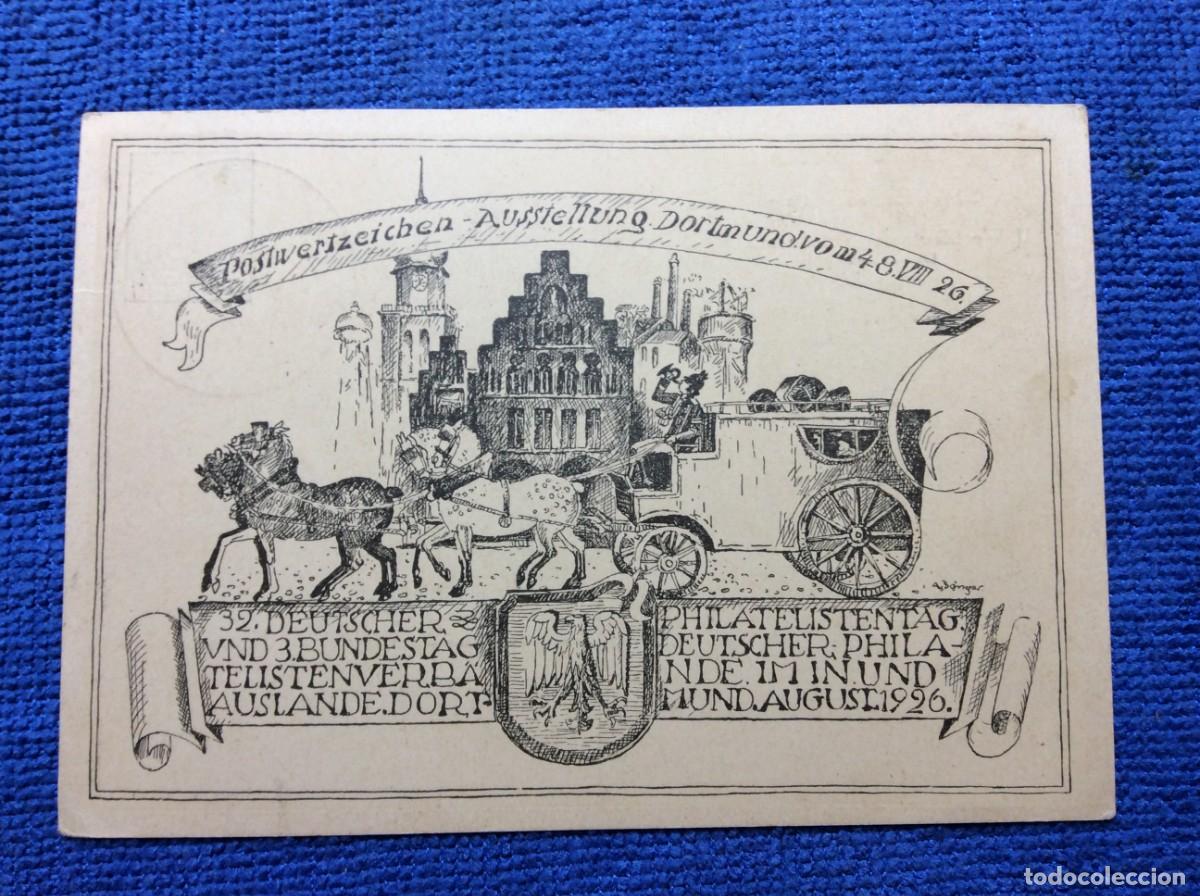 Postwertzeichen-Ausstellung. Dortmund. vom 4-8. VIII 26.
32. DEUTSCHER PHILATELISTENTAG.
VND 3. BUNDESTAG DEUTSCHER. PHILA-
TELISTENVERBÄNDE. IM IN. UND
AUSLANDE. DORT- MUND. AUGUST. 1926.
todocoleccion